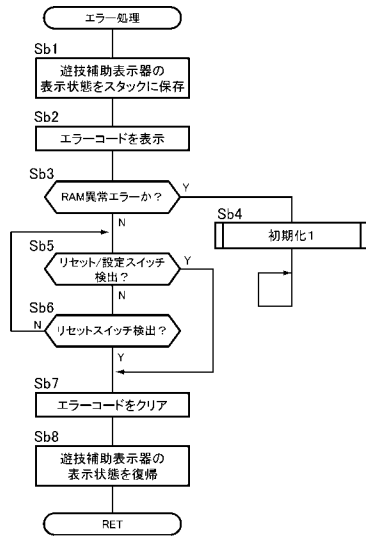 エラー処理
Sb1
遊技補助表示器の
表示状態をスタックに保存
Sb2
エラーコードを表示
Sb3
RAM異常エラーか？
Y
N
Sb4
初期化1
Sb5
リセット/設定スイッチ
検出？
Y
N
Sb6
リセットスイッチ検出？
N
Y
Sb7
エラーコードをクリア
Sb8
遊技補助表示器の
表示状態を復帰
RET